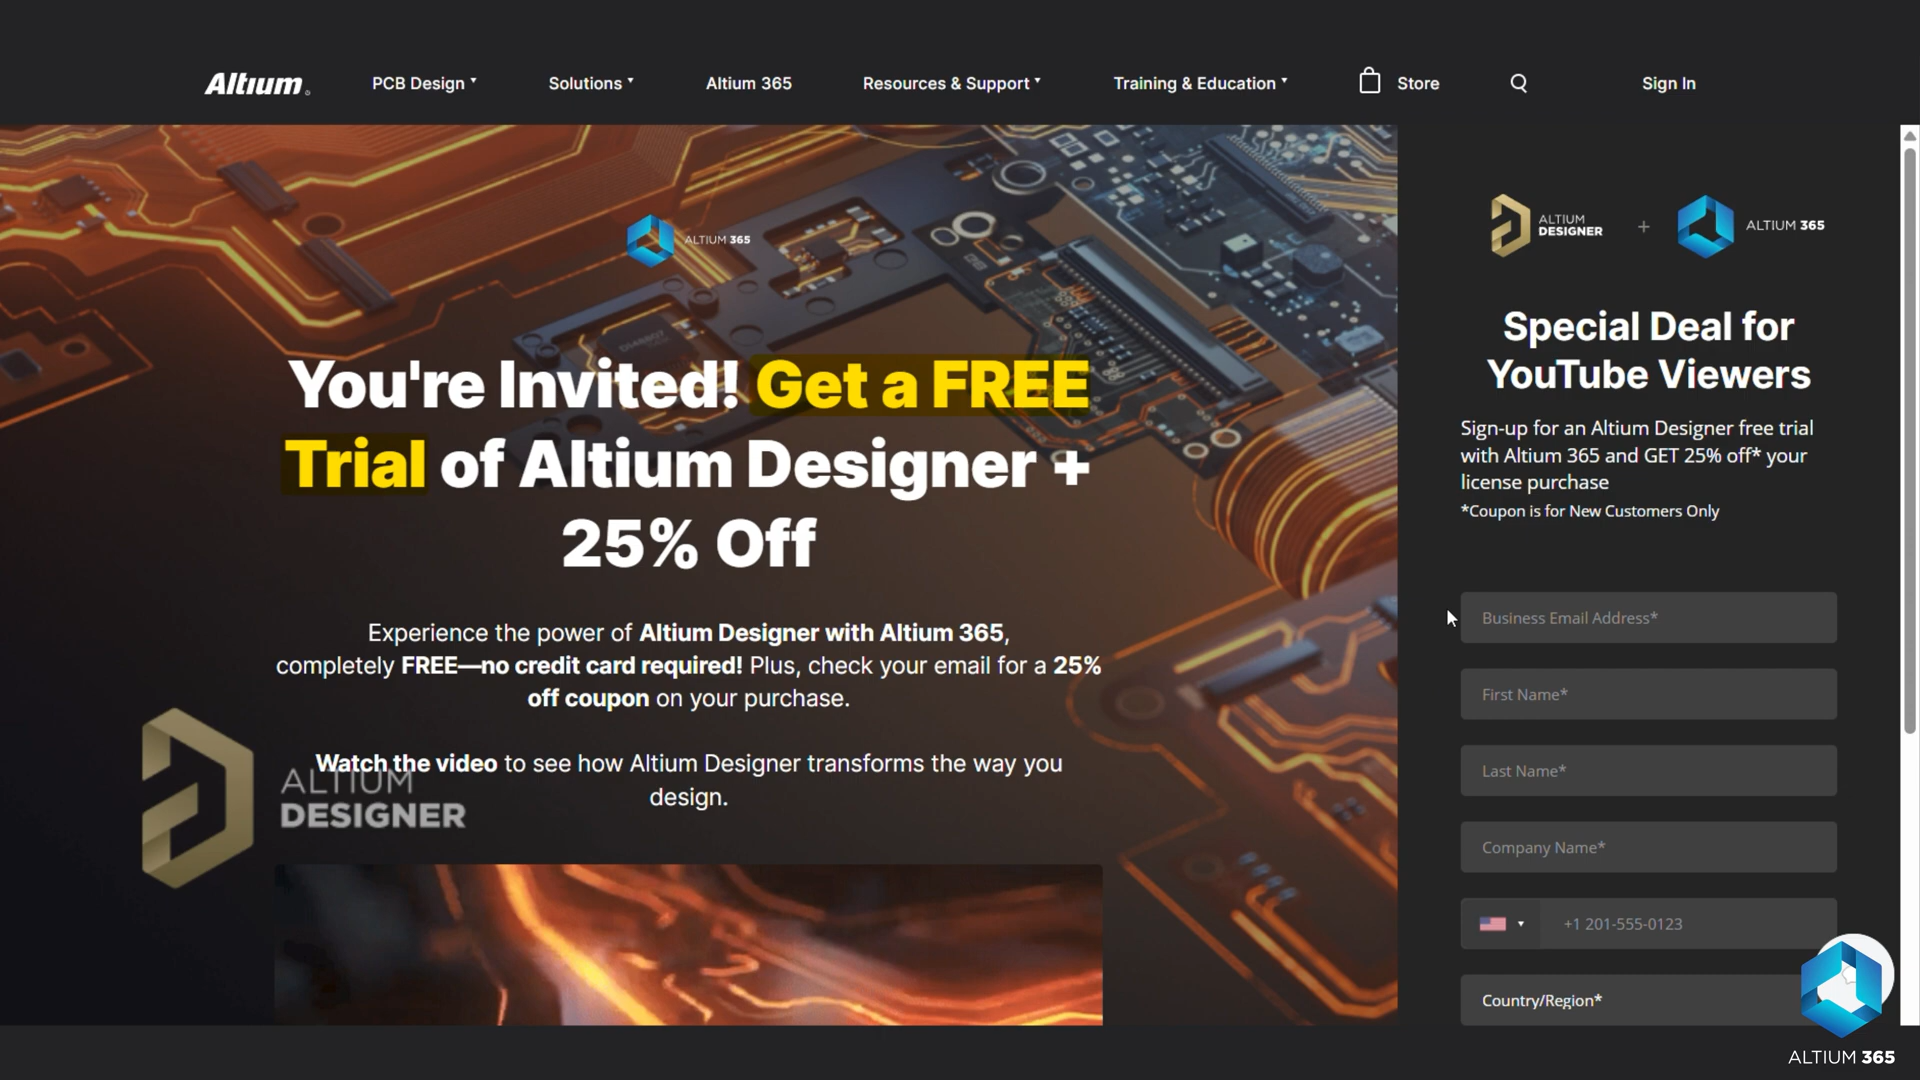 Altium
PCB Design
Solutions
Altium 365
Resources & Support
Training & Education
Store
Sign In
ALTIUM 365
You're Invited! Get a FREE
Trial of Altium Designer +
25% Off
Experience the power of Altium Designer with Altium 365,
completely FREE—no credit card required! Plus, check your email for a 25%
off coupon on your purchase.
Watch the video to see how Altium Designer transforms the way you
design.
ALTIUM
DESIGNER
ALTIUM
DESIGNER
+
ALTIUM 365
Special Deal for
YouTube Viewers
Sign-up for an Altium Designer free trial
with Altium 365 and GET 25% off* your
license purchase
*Coupon is for New Customers Only
Business Email Address*
First Name*
Last Name*
Company Name*
+1 201-555-0123
Country/Region*
ALTIUM 365